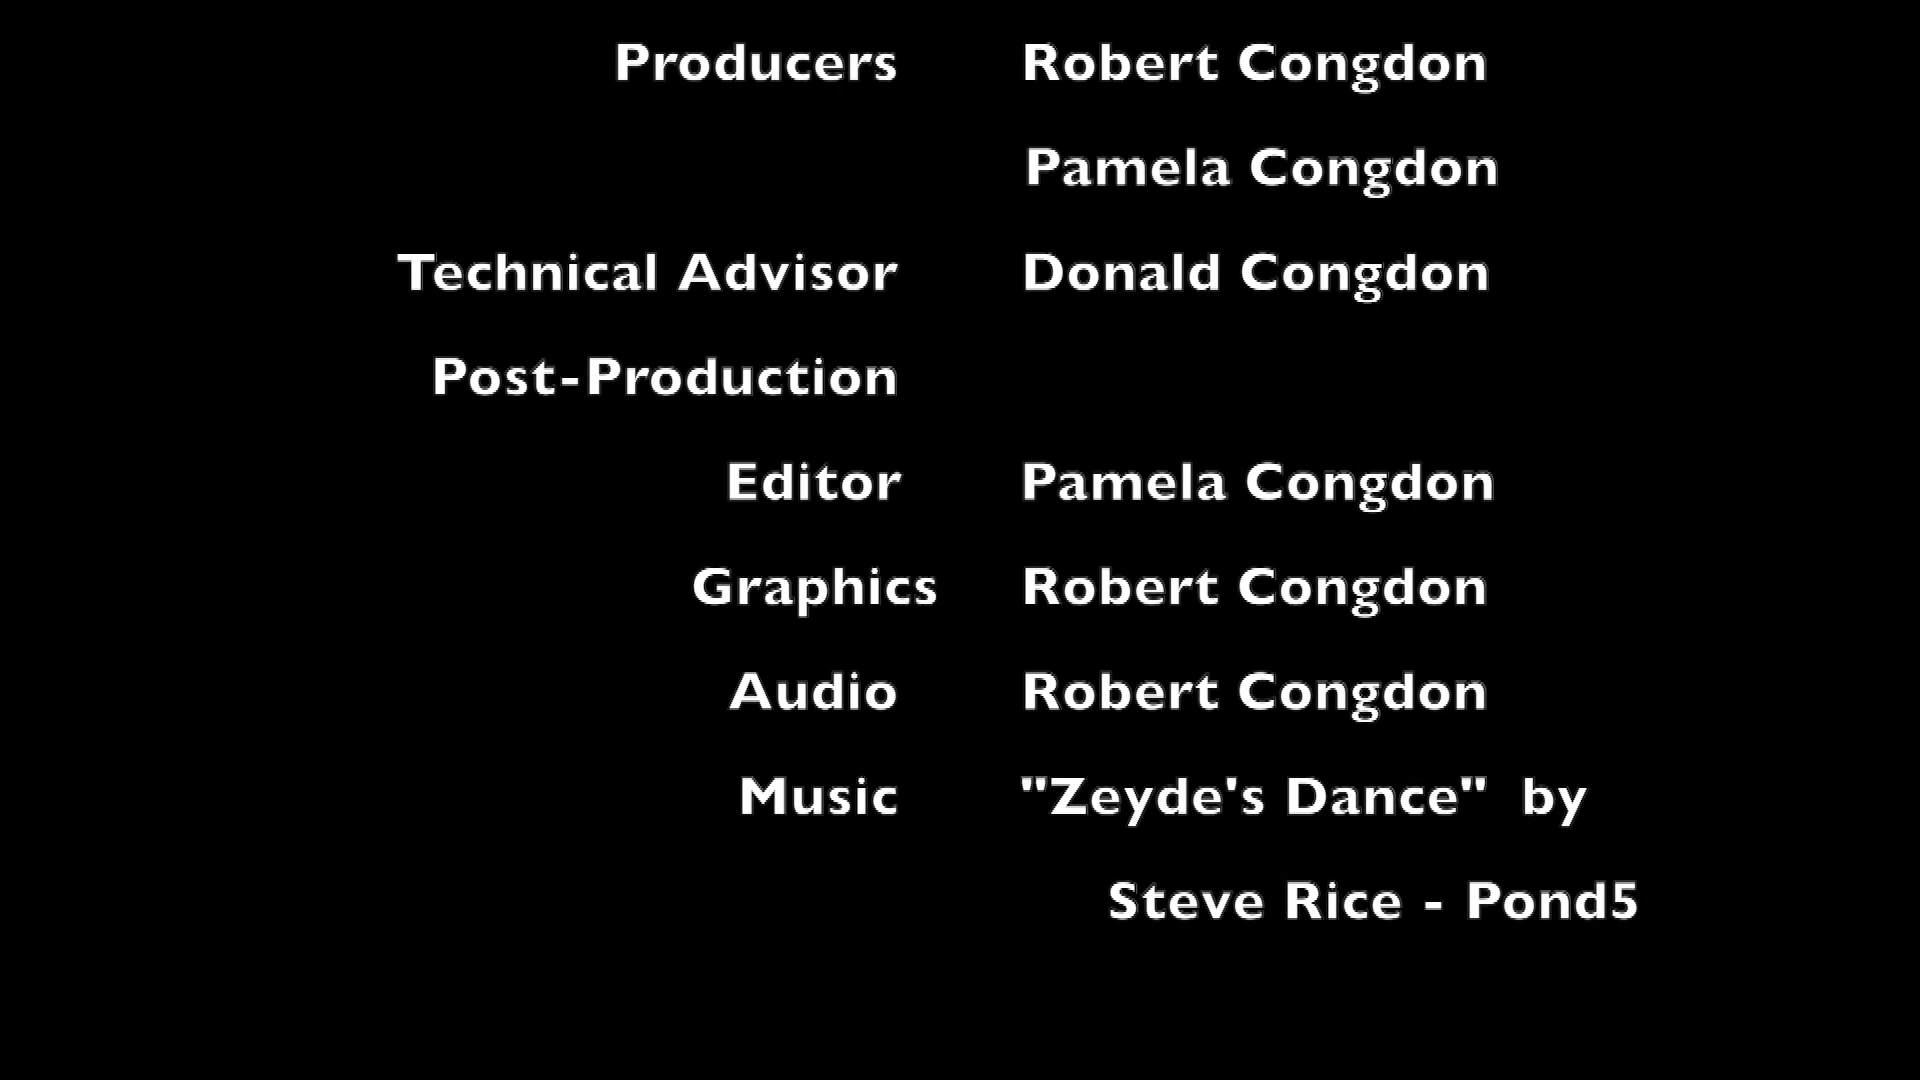 Producers Robert Congdon
Pamela Congdon
Technical Advisor Donald Congdon
Post-Production
Editor Pamela Congdon
Graphics Robert Congdon
Audio Robert Congdon
Music "Zeyde's Dance" by
Steve Rice - Pond5